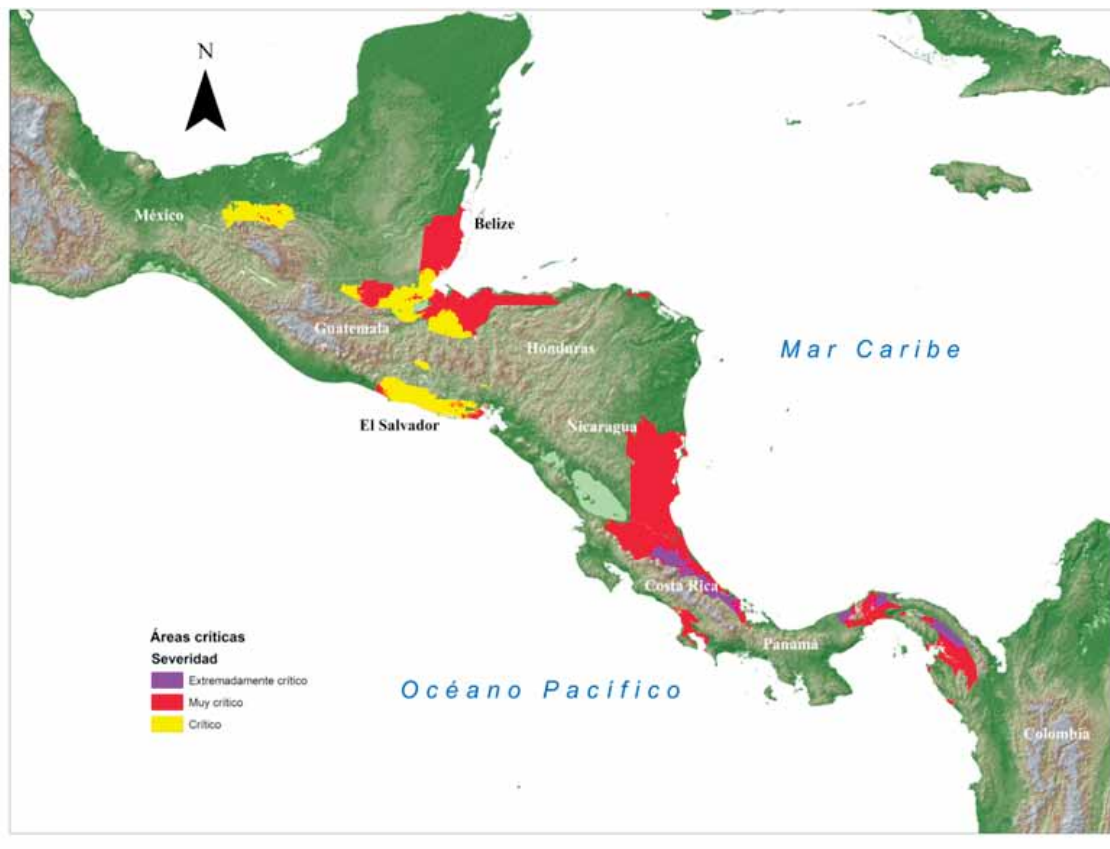 N
México
Belize
Guatemala
Honduras
Mar Caribe
El Salvador
Nicaragua
Costa Rica
Panamá
Océano Pacífico
Colombia
Áreas críticas
Severidad
Extremadamente crítico
Muy crítico
Crítico